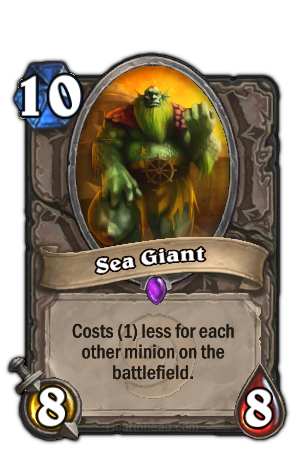 10
Sea Giant
Costs (1) less for each
other minion on the
battlefield.
8
8